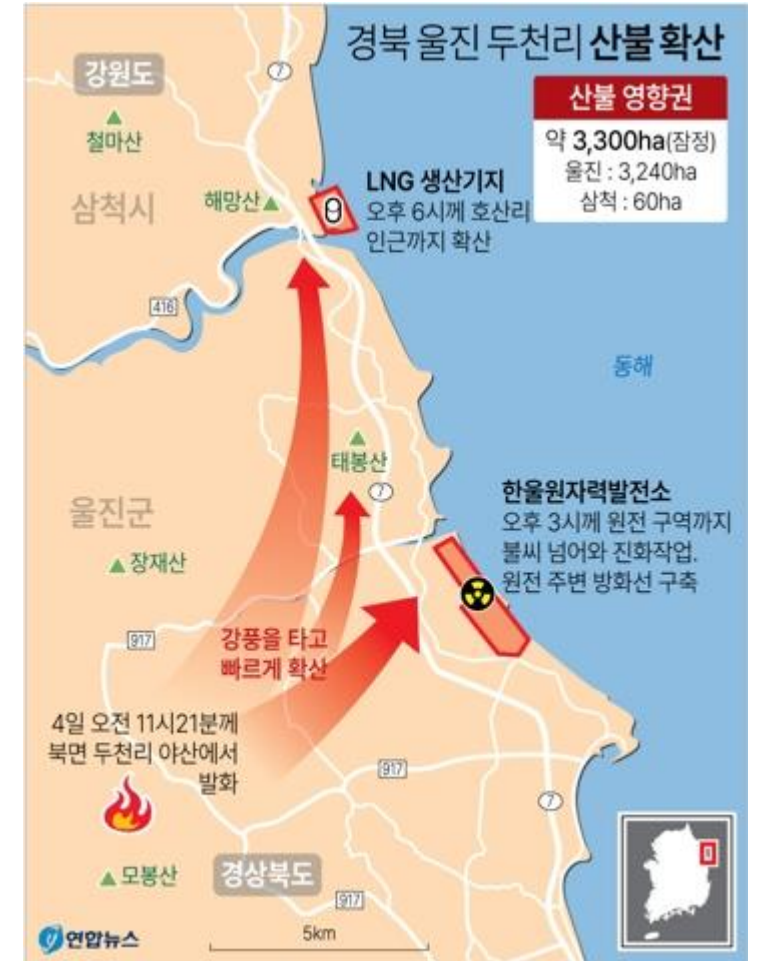 경북 울진 두천리 산불 확산
산불 영향권
약 3,300ha(잠정)
울진 : 3,240ha
삼척 : 60ha
강원도
7
철마산
삼척시
해망산
LNG 생산기지
오후 6시께 호산리
인근까지 확산
416
동해
태봉산
7
울진군
장재산
한울원자력발전소
오후 3시께 원전 구역까지
불씨 넘어와 진화작업.
원전 주변 방화선 구축
917
강풍을 타고
빠르게 확산
4일 오전 11시21분께
북면 두천리 야산에서
발화
917
7
모봉산
경상북도
917
연합뉴스
5km